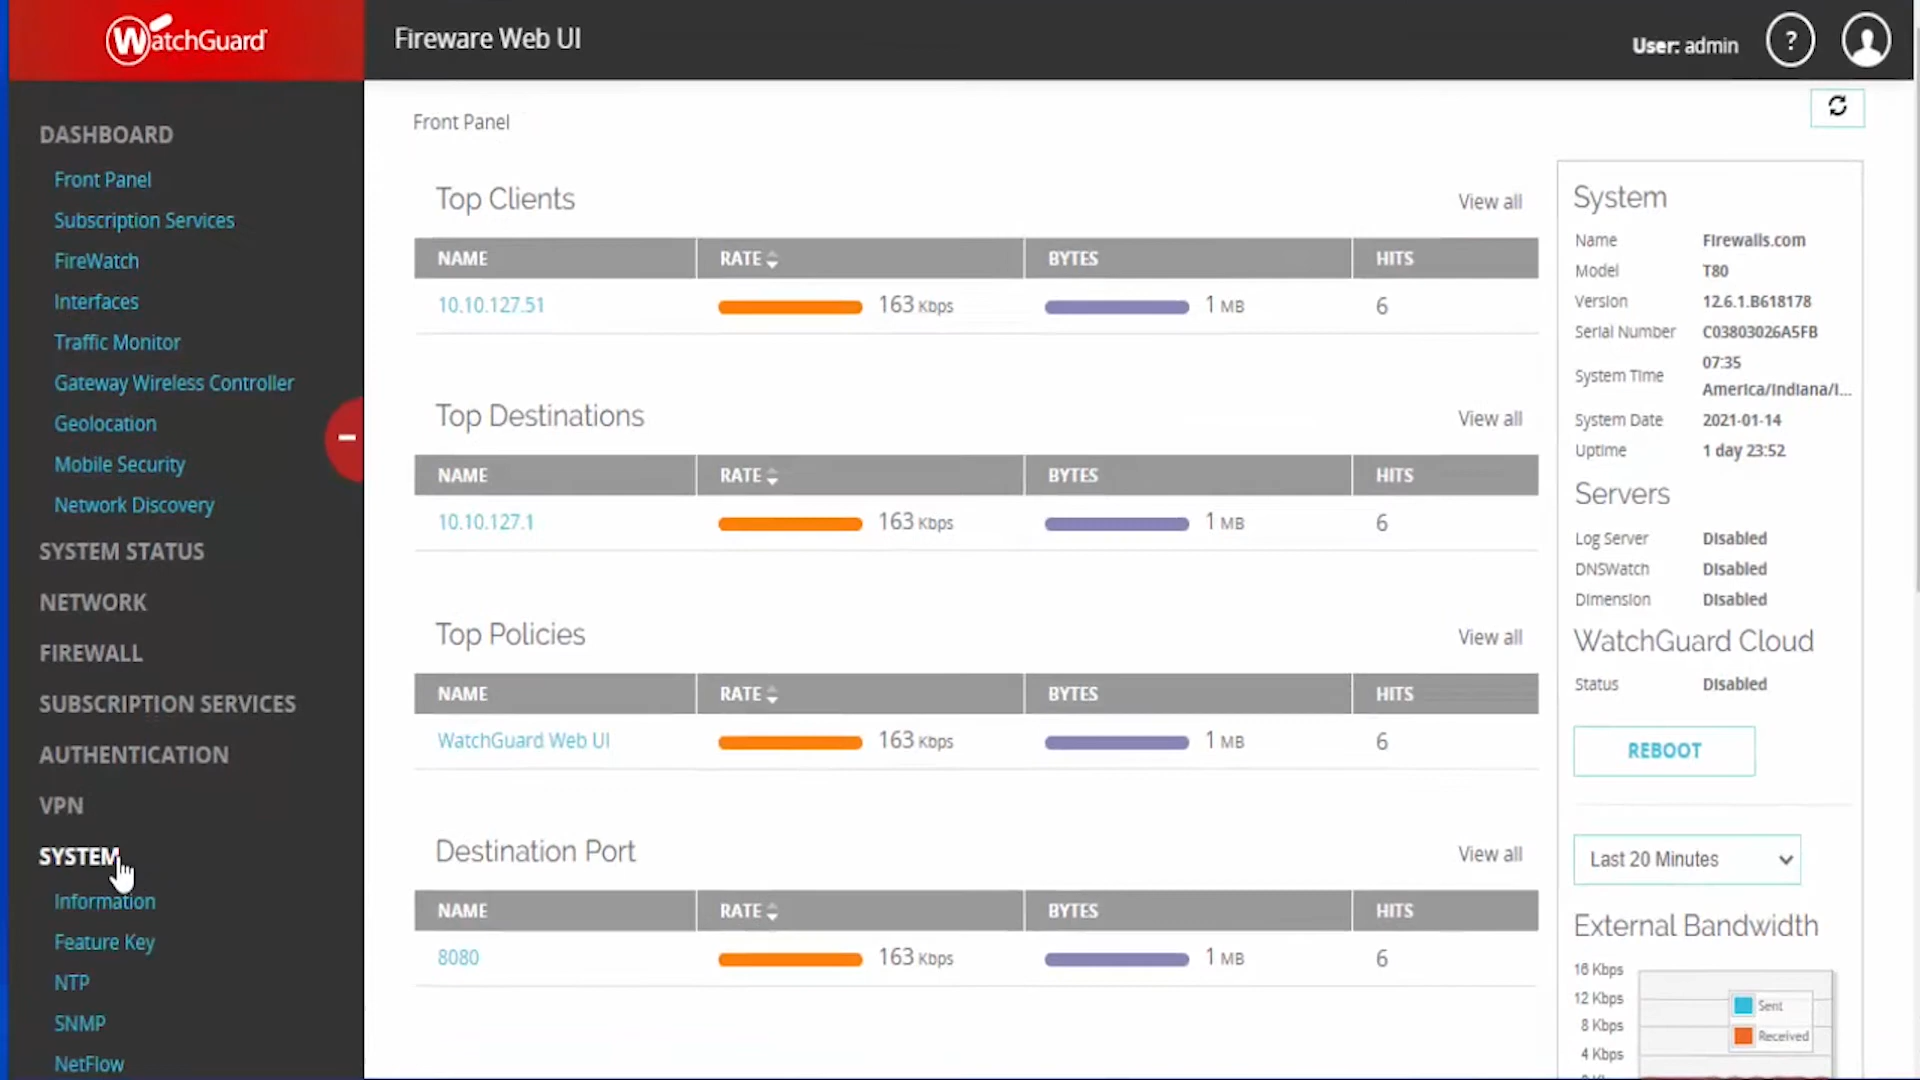 WatchGuard
Fireware Web UI
User: admin
?
DASHBOARD
Front Panel
Subscription Services
FireWatch
Interfaces
Traffic Monitor
Gateway Wireless Controller
Geolocation
Mobile Security
Network Discovery
SYSTEM STATUS
NETWORK
FIREWALL
SUBSCRIPTION SERVICES
AUTHENTICATION
VPN
SYSTEM
Information
Feature Key
NTP
SNMP
NetFlow
Front Panel
Top Clients
View all
NAME RATE BYTES HITS
10.10.127.51 163 Kbps 1 MB 6
Top Destinations
View all
NAME RATE BYTES HITS
10.10.127.1 163 Kbps 1 MB 6
Top Policies
View all
NAME RATE BYTES HITS
WatchGuard Web UI 163 Kbps 1 MB 6
Destination Port
View all
NAME RATE BYTES HITS
8080 163 Kbps 1 MB 6
System
Name Firewalls.com
Model T80
Version 12.6.1.B618178
Serial Number C03803026A5FB
System Time 07:35
America/Indiana/I...
System Date 2021-01-14
Uptime 1 day 23:52
Servers
Log Server Disabled
DNSWatch Disabled
Dimension Disabled
WatchGuard Cloud
Status Disabled
REBOOT
Last 20 Minutes
External Bandwidth
16 Kbps
12 Kbps
8 Kbps
4 Kbps
Sent
Received